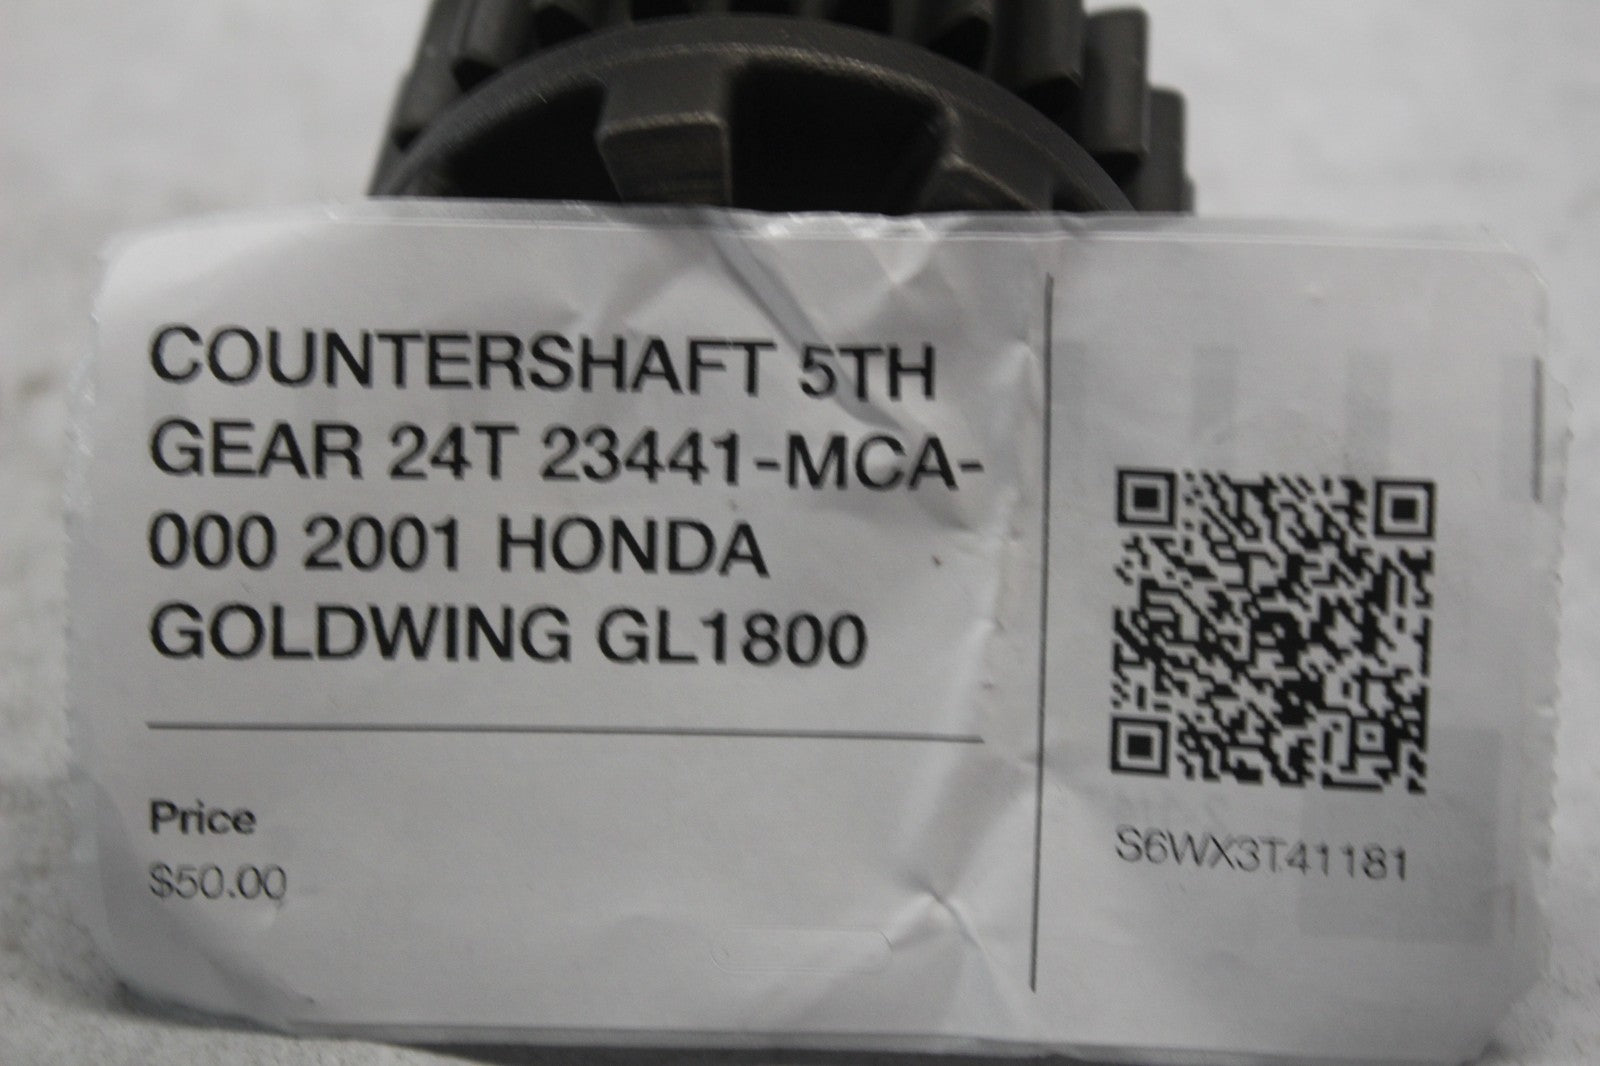 COUNTERSHAFT 5TH
GEAR 24T 23441-MCA-
000 2001 HONDA
GOLDWING GL1800
Price
$50.00
S6WX3T41181